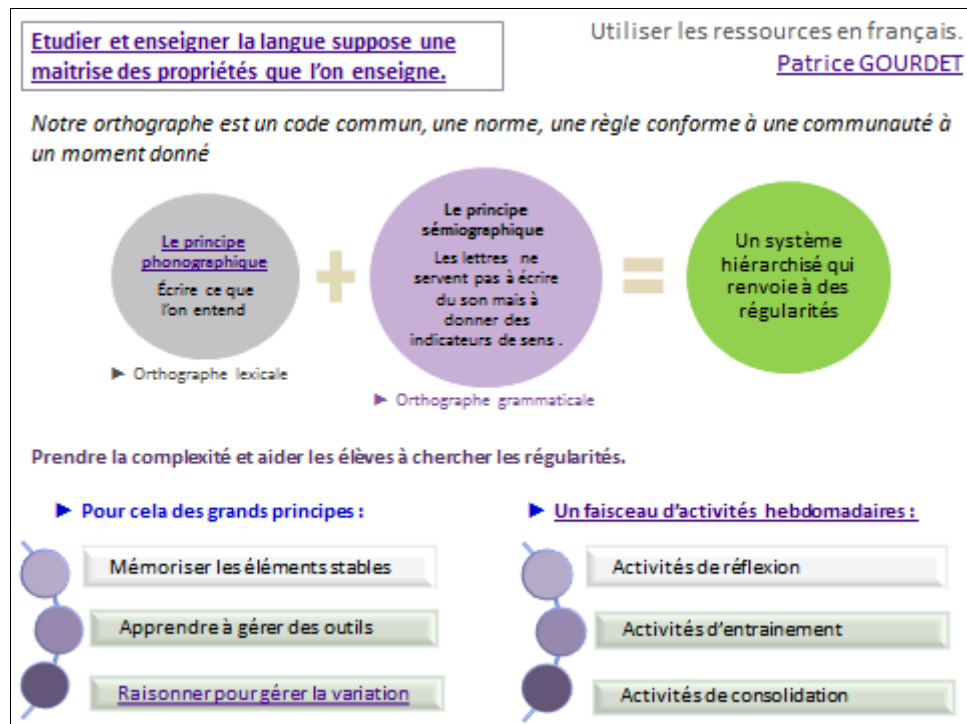 Etudier et enseigner la langue suppose une
maitrise des propriétés que l'on enseigne.
Utiliser les ressources en français.
Patrice GOURDET
Notre orthographe est un code commun, une norme, une règle conforme à une communauté à
un moment donné
Le principe
phonographique
Écrire ce que
l'on entend
► Orthographe lexicale
Le principe
sémiographique
Les lettres ne
servent pas à écrire
du son mais à
donner des
indicateurs de sens .
► Orthographe grammaticale
Un système
hiérarchisé qui
renvoie à des
régularités
Prendre la complexité et aider les élèves à chercher les régularités.
► Pour cela des grands principes :
Mémoriser les éléments stables
Apprendre à gérer des outils
Raisonner pour gérer la variation
► Un faisceau d'activités hebdomadaires :
Activités de réflexion
Activités d'entrainement
Activités de consolidation